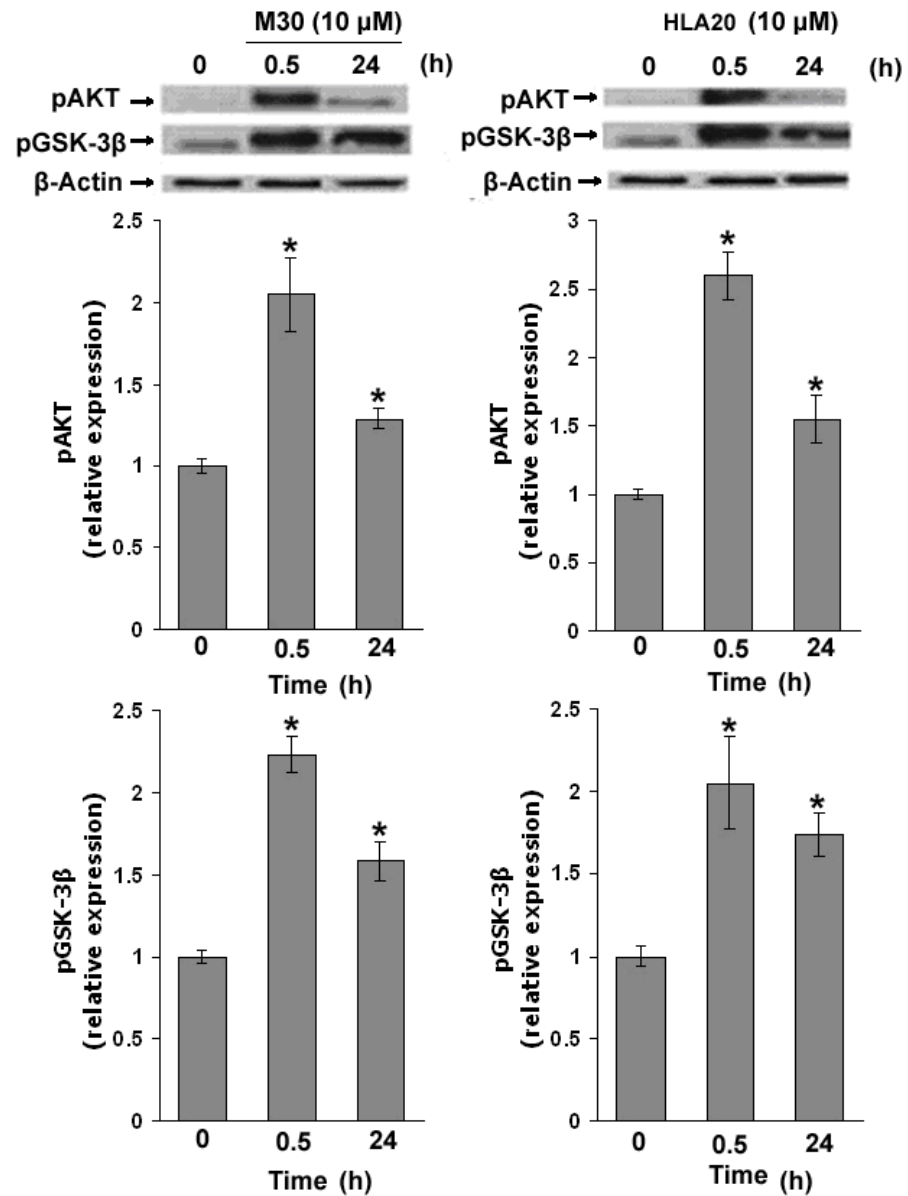 M30 (10 µM)
0 0.5 24 (h)
pAKT
pGSK-3β
β-Actin
HLA20 (10 µM)
0 0.5 24 (h)
pAKT
pGSK-3β
β-Actin
2.5
2
1.5
1
0.5
0
pAKT
(relative expression)
* *
0 0.5 24
Time (h)
3
2.5
2
1.5
1
0.5
0
pAKT
(relative expression)
* *
0 0.5 24
Time (h)
2.5
2
1.5
1
0.5
0
pGSK-3β
(relative expression)
* *
0 0.5 24
Time (h)
2.5
2
1.5
1
0.5
0
pGSK-3β
(relative expression)
* *
0 0.5 24
Time (h)